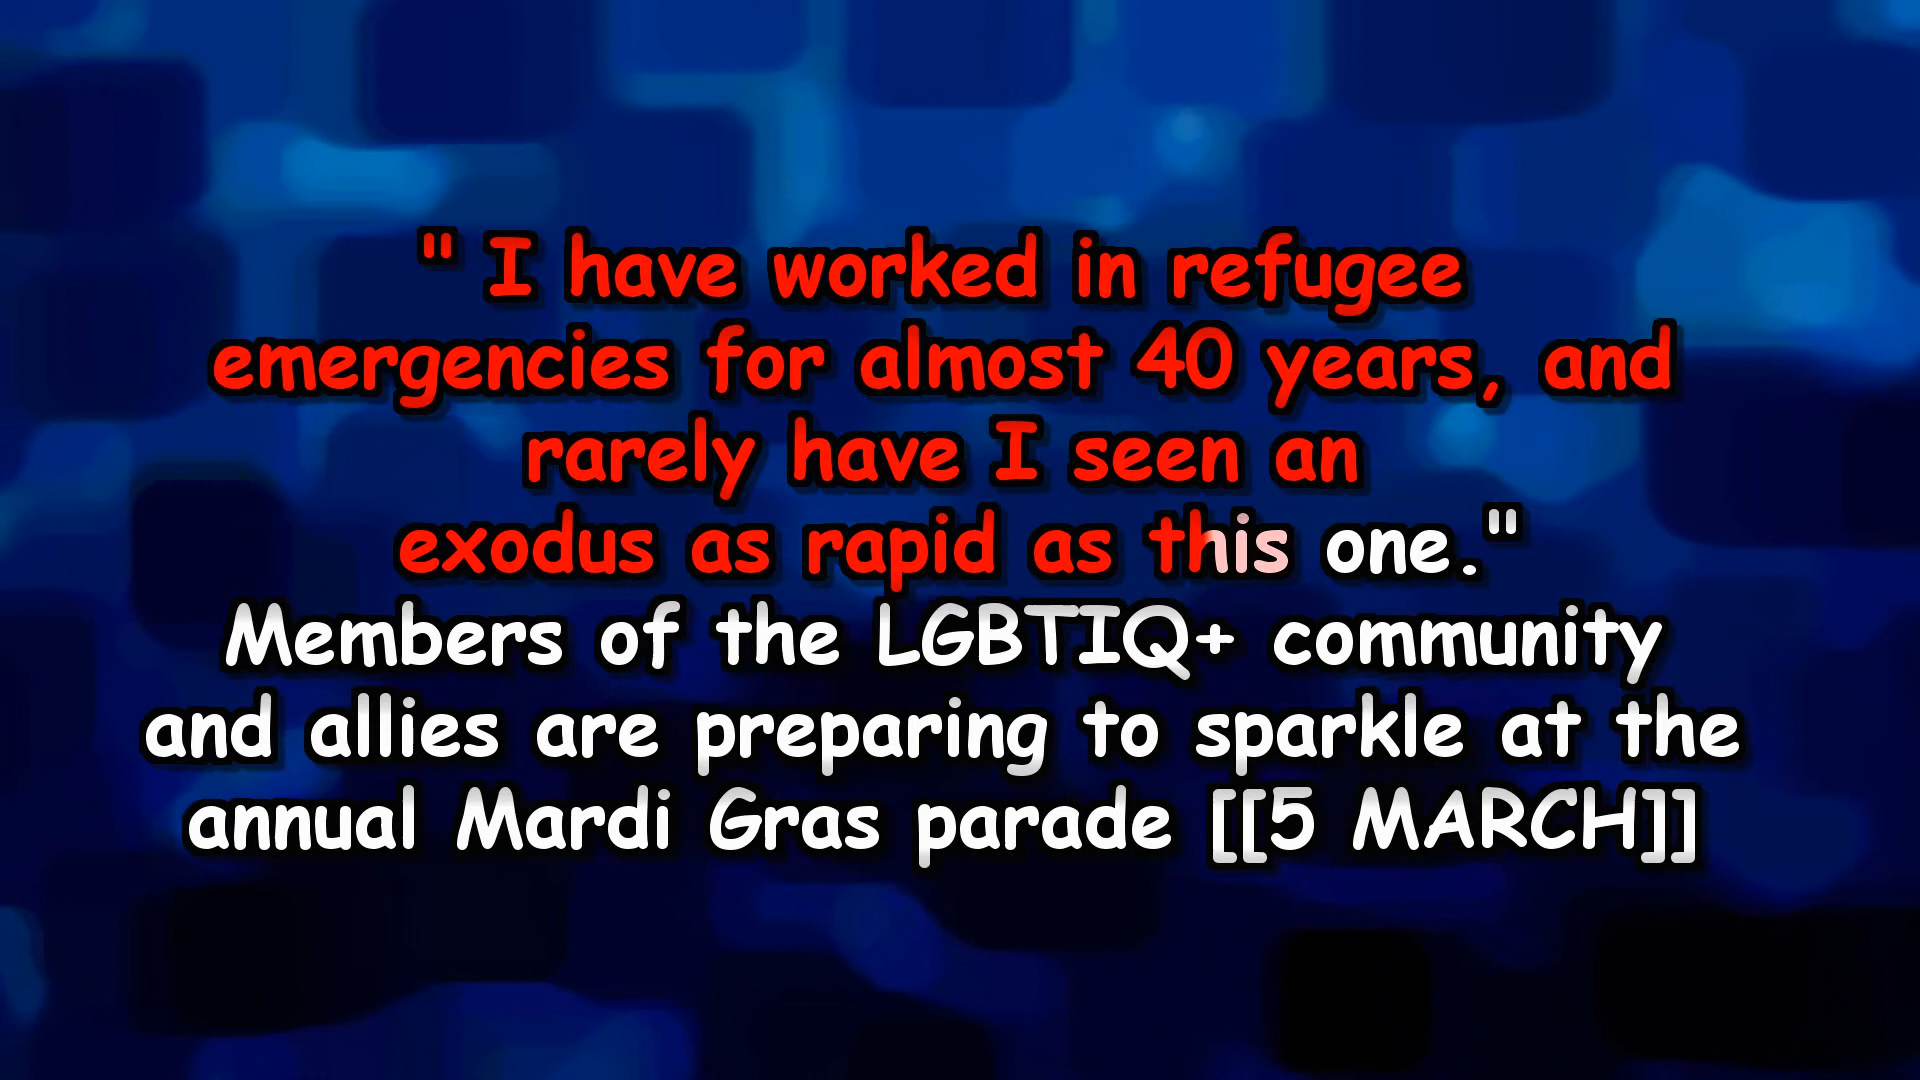 " I have worked in refugee
emergencies for almost 40 years, and
rarely have I seen an
exodus as rapid as this one."
Members of the LGBTIQ+ community
and allies are preparing to sparkle at the
annual Mardi Gras parade [[5 MARCH]]